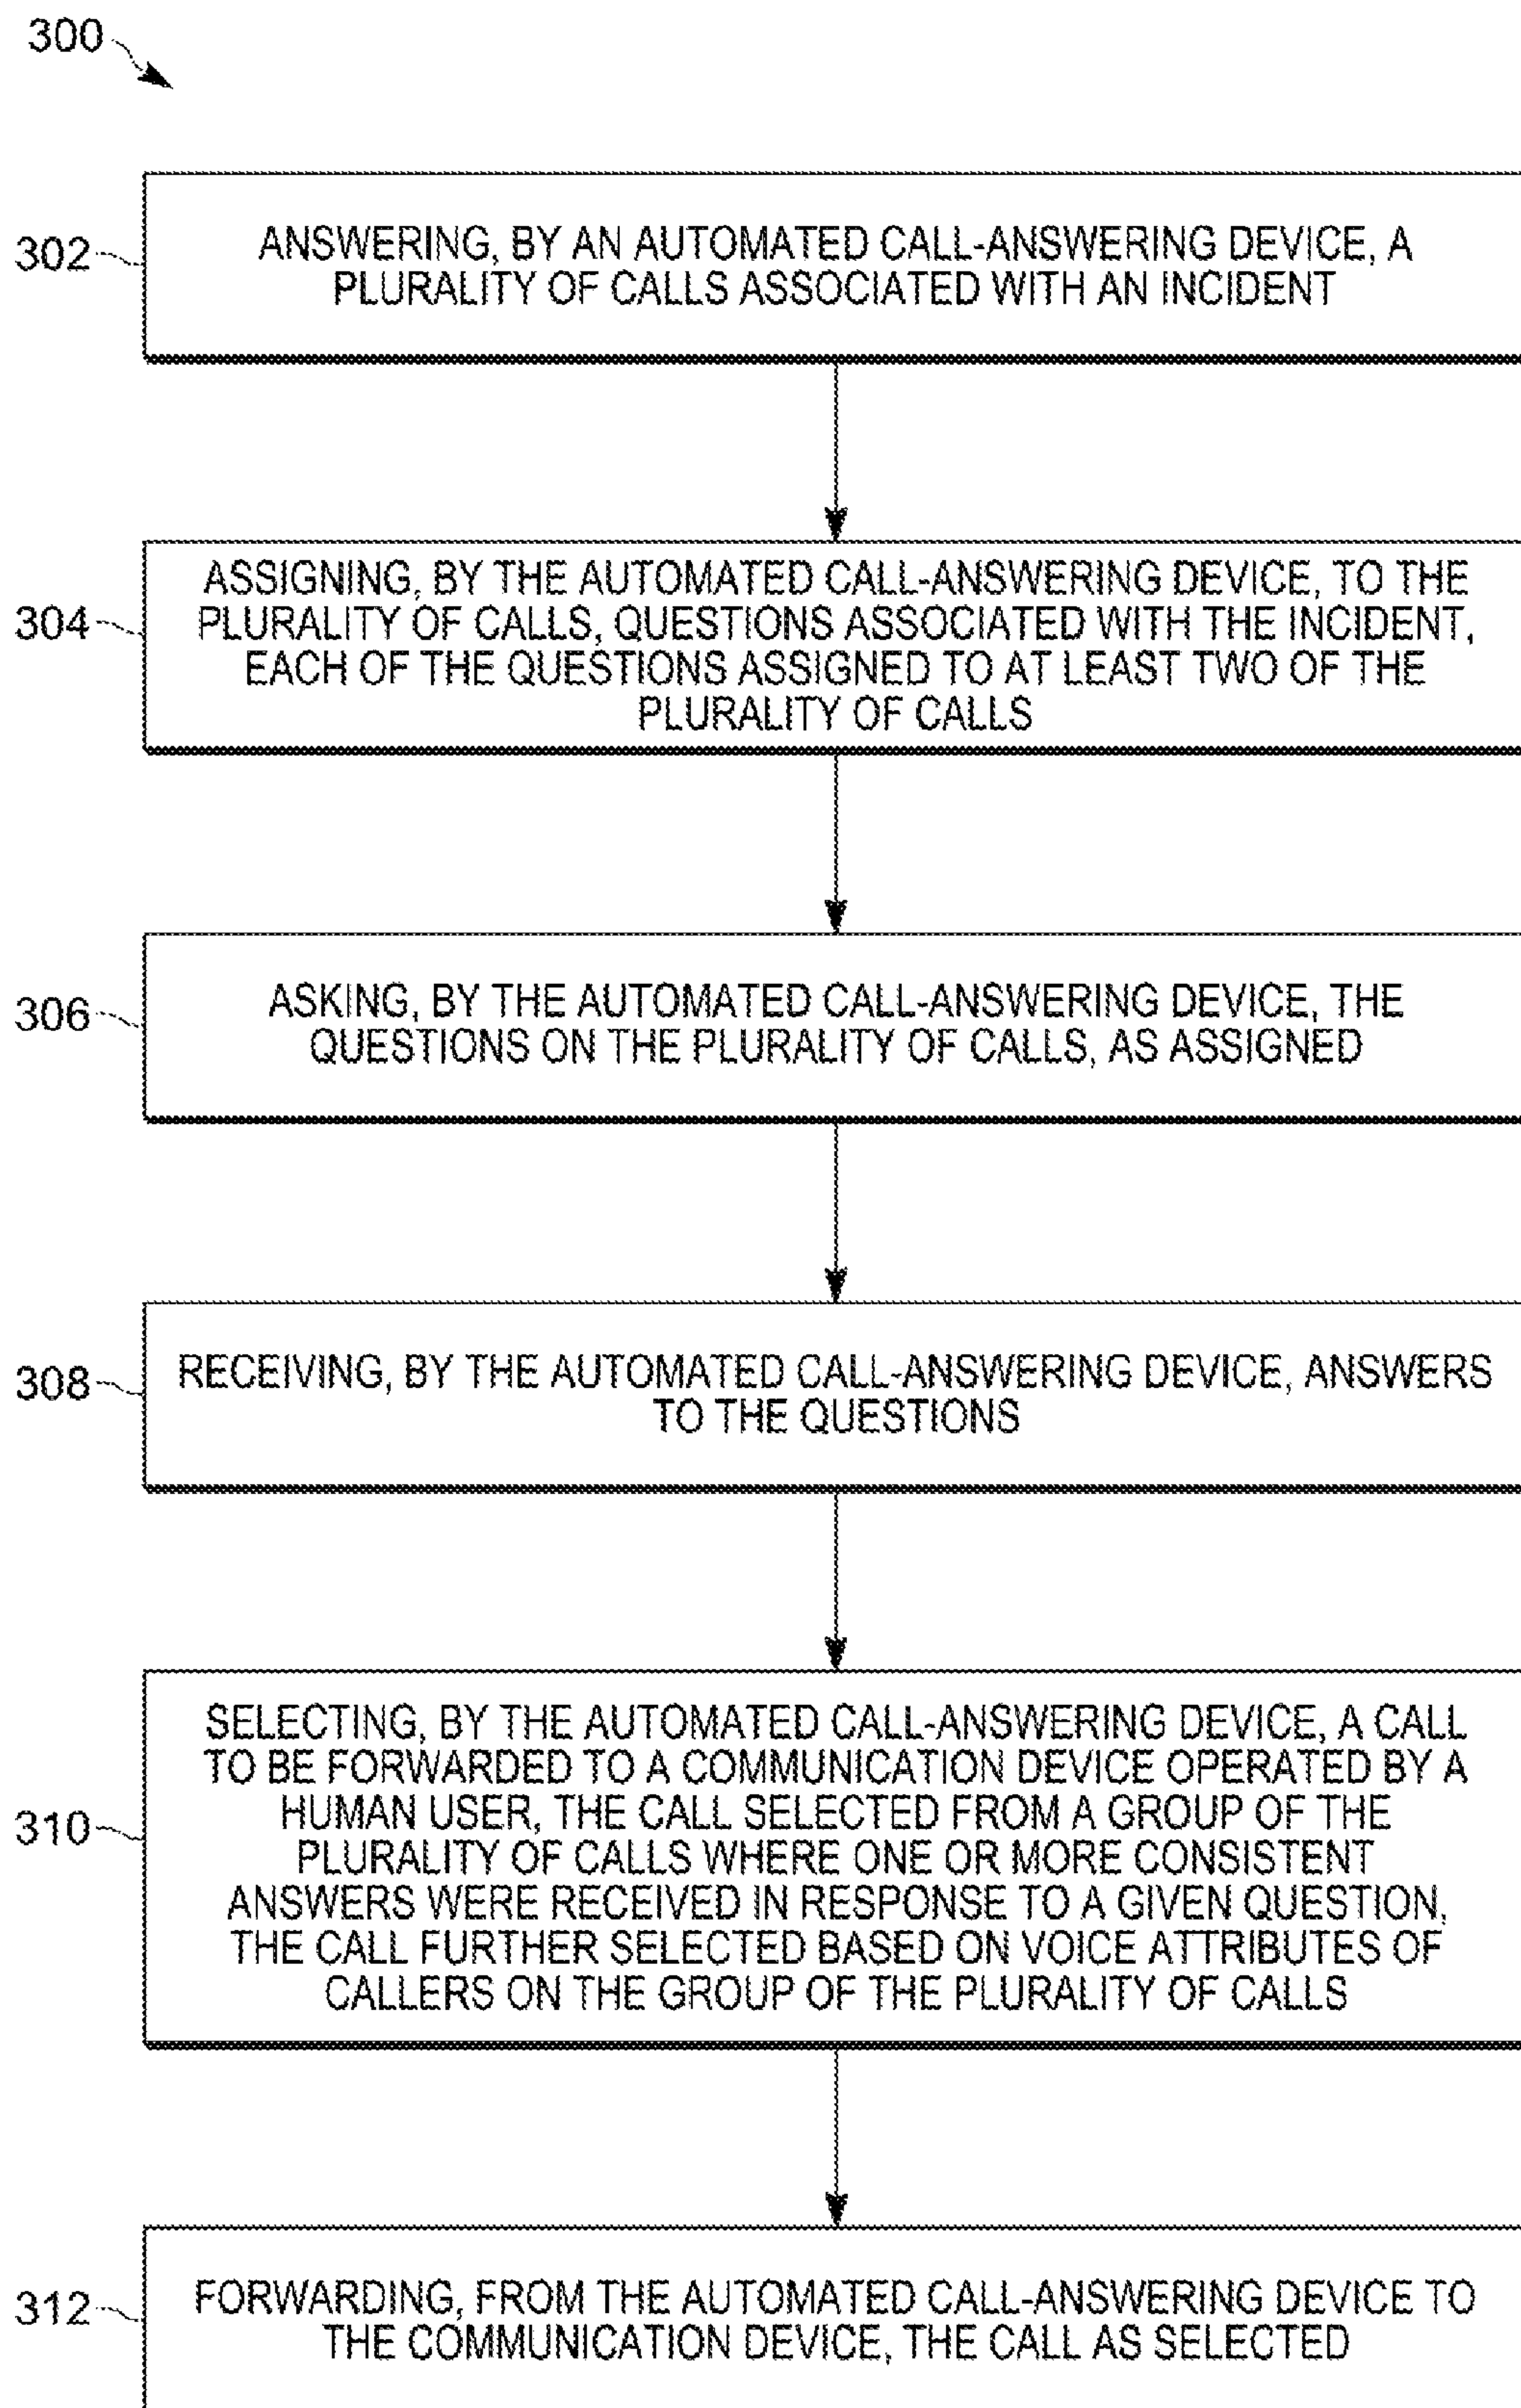 300
302
ANSWERING, BY AN AUTOMATED CALL-ANSWERING DEVICE, A
PLURALITY OF CALLS ASSOCIATED WITH AN INCIDENT
304
ASSIGNING, BY THE AUTOMATED CALL-ANSWERING DEVICE, TO THE
PLURALITY OF CALLS, QUESTIONS ASSOCIATED WITH THE INCIDENT,
EACH OF THE QUESTIONS ASSIGNED TO AT LEAST TWO OF THE
PLURALITY OF CALLS
306
ASKING, BY THE AUTOMATED CALL-ANSWERING DEVICE, THE
QUESTIONS ON THE PLURALITY OF CALLS, AS ASSIGNED
308
RECEIVING, BY THE AUTOMATED CALL-ANSWERING DEVICE, ANSWERS
TO THE QUESTIONS
310
SELECTING, BY THE AUTOMATED CALL-ANSWERING DEVICE, A CALL
TO BE FORWARDED TO A COMMUNICATION DEVICE OPERATED BY A
HUMAN USER, THE CALL SELECTED FROM A GROUP OF THE
PLURALITY OF CALLS WHERE ONE OR MORE CONSISTENT
ANSWERS WERE RECEIVED IN RESPONSE TO A GIVEN QUESTION,
THE CALL FURTHER SELECTED BASED ON VOICE ATTRIBUTES OF
CALLERS ON THE GROUP OF THE PLURALITY OF CALLS
312
FORWARDING, FROM THE AUTOMATED CALL-ANSWERING DEVICE TO
THE COMMUNICATION DEVICE, THE CALL AS SELECTED